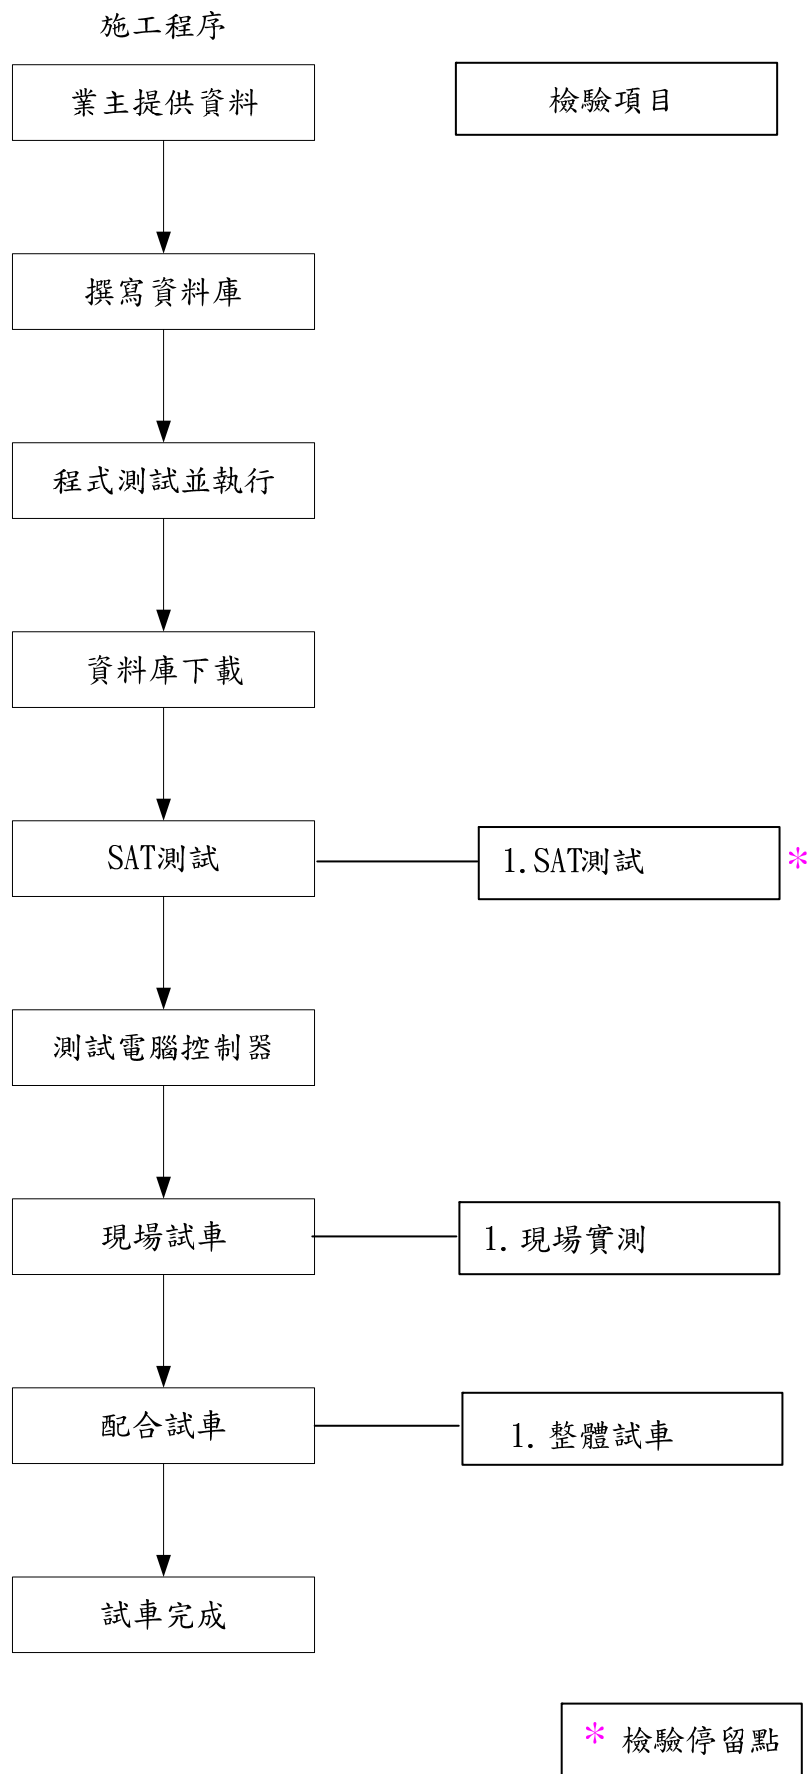 施工程序
業主提供資料
檢驗項目
撰寫資料庫
程式測試並執行
資料庫下載
SAT測試
1.SAT測試 *
測試電腦控制器
現場試車
1. 現場實測
配合試車
1. 整體試車
試車完成
* 檢驗停留點